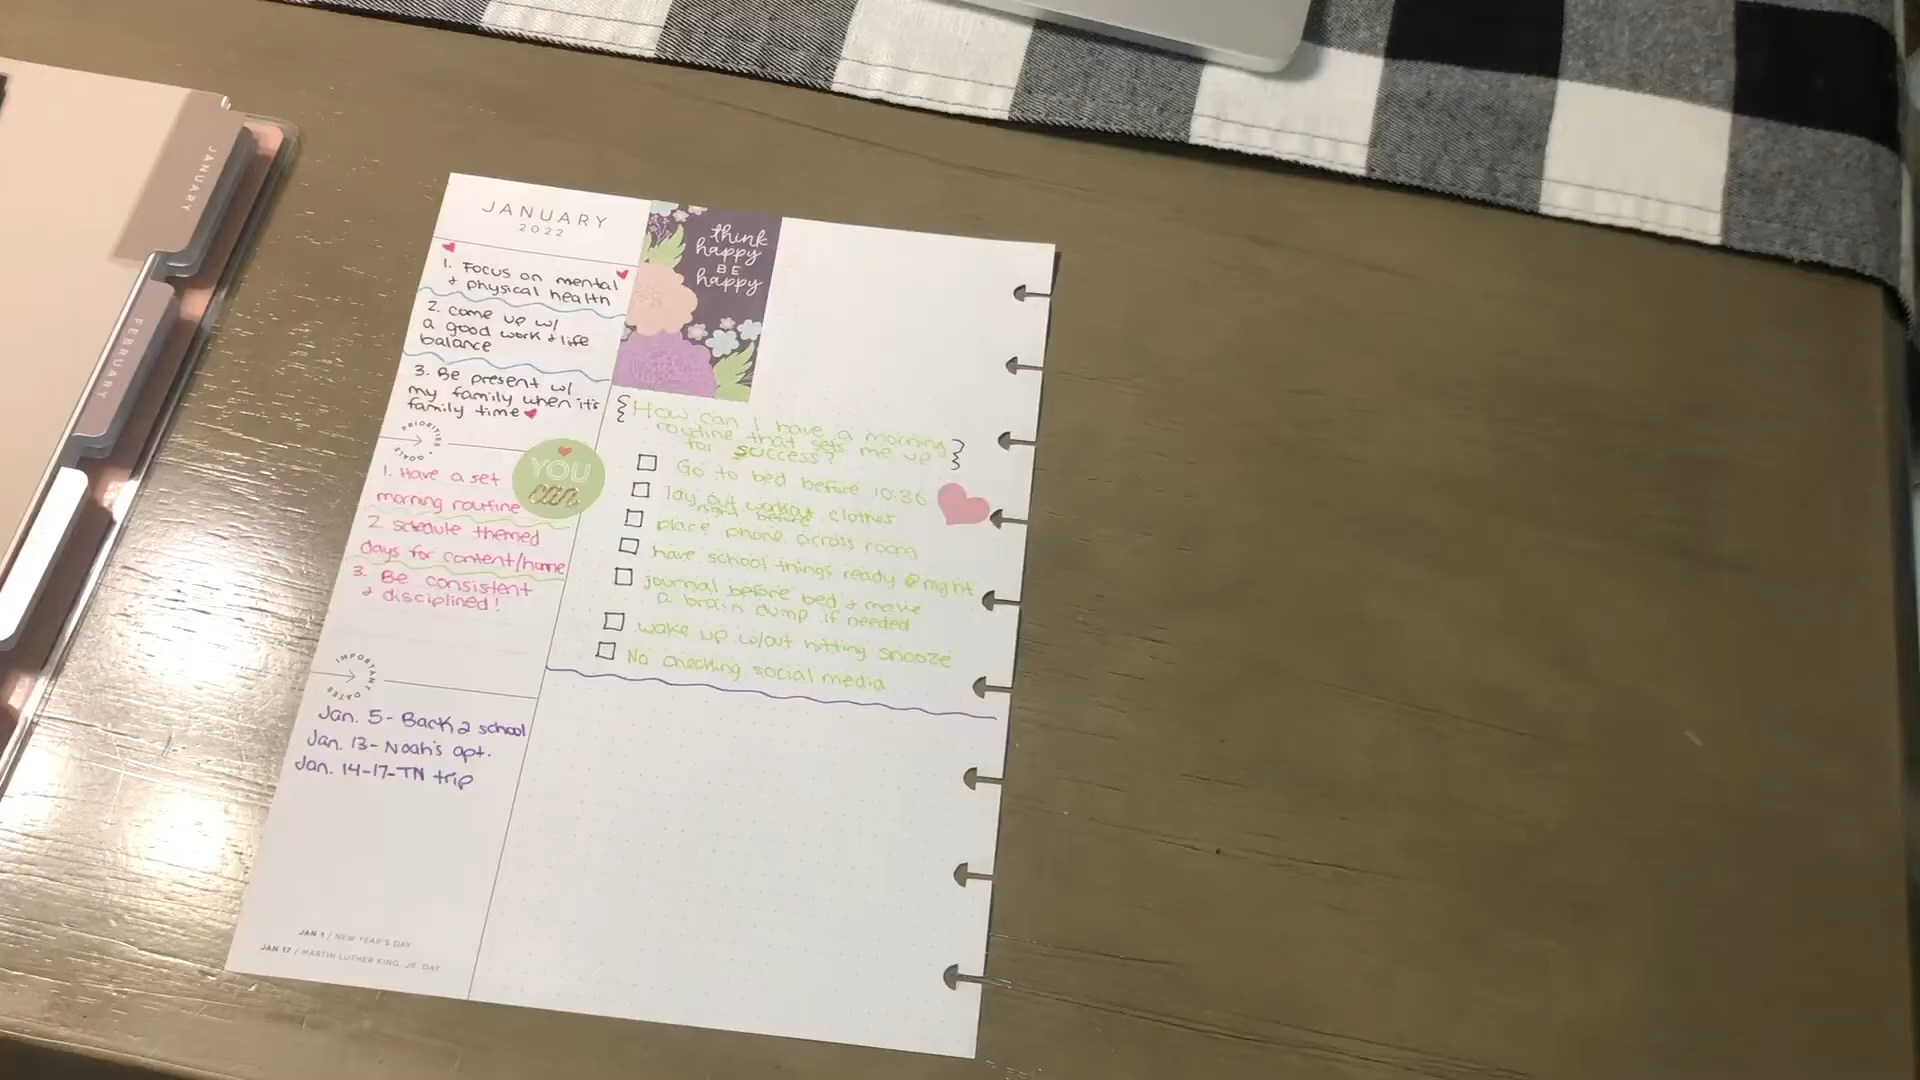 JANUARY
FEBRUARY
JANUARY
2022
1. Focus on mental
+ physical health
2. come up w/
a good work + life
balance
3. Be present w/
my family when it's
family time
PRIORITIES
GOALS
1. Have a set
morning routine
2. schedule themed
days for content/home
3. Be consistent
+ disciplined!
YOU
can
IMPORTANT
DATES
Jan. 5 - Back 2 school
Jan. 13 - Noah's apt.
Jan. 14-17 - TN trip
JAN 1 / NEW YEAR'S DAY
JAN 17 / MARTIN LUTHER KING, JR. DAY
think
happy
BE
happy
{How can I have a morning
routine that sets me up
for success?}
Go to bed before 10:30
lay out workout clothes
night before
place phone across room
have school things ready @ night
journal before bed + make
a brain dump if needed
wake up w/out hitting snooze
No checking social media